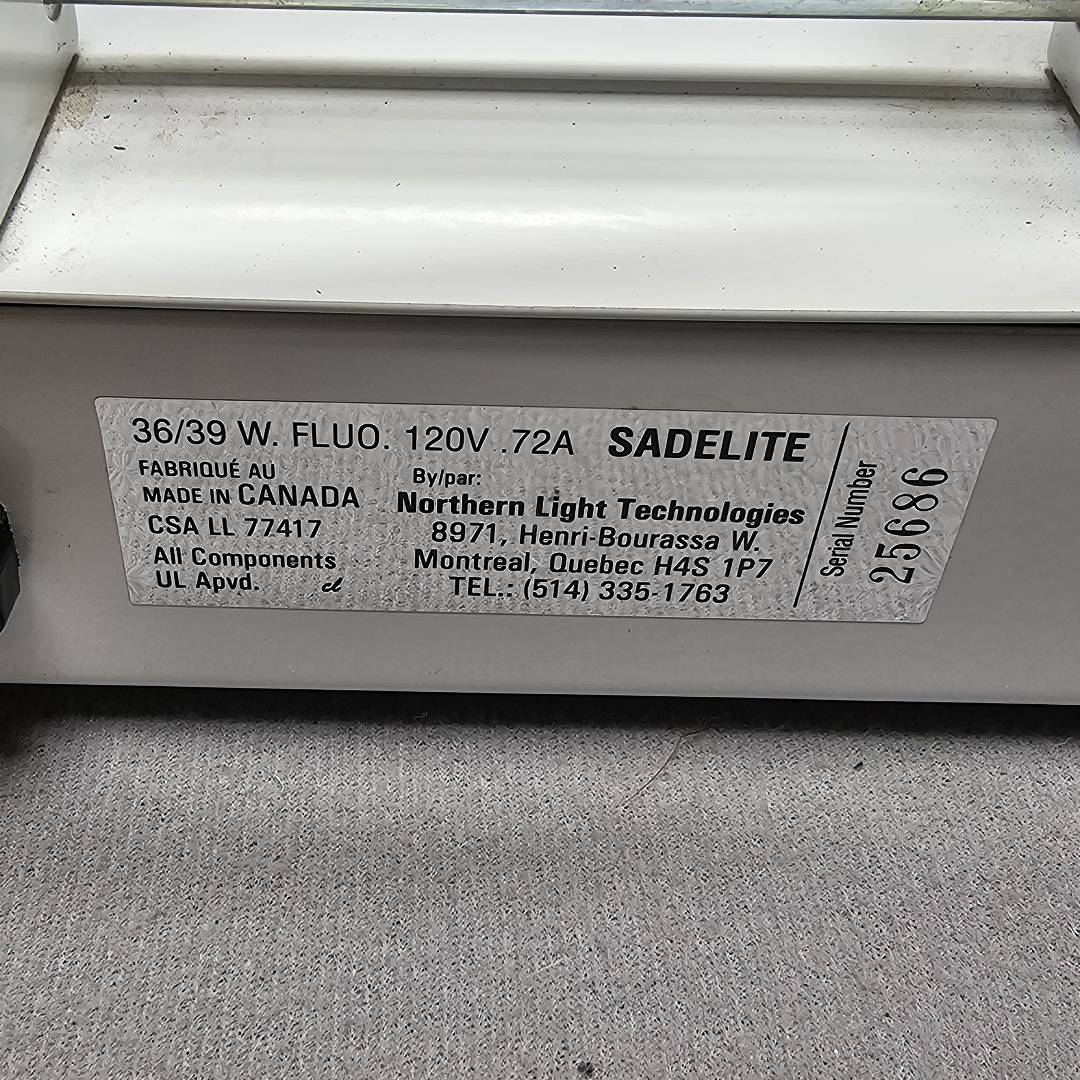 36/39 W. FLUO. 120V .72A SADELITE
FABRIQUÉ AU
MADE IN CANADA
CSA LL 77417
All Components
UL Apvd.
By/par:
Northern Light Technologies
8971, Henri-Bourassa W.
Montreal, Quebec H4S 1P7
TEL.: (514) 335-1763
Serial Number
25686